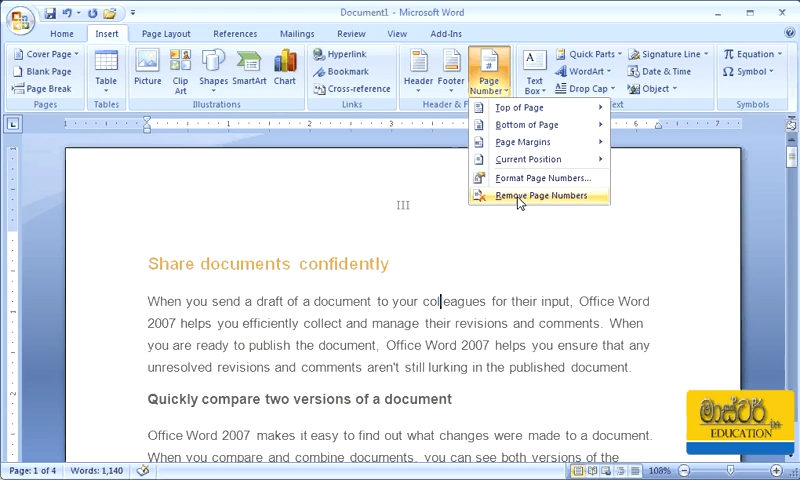 Document1 - Microsoft Word
Home Insert Page Layout References Mailings Review View Add-Ins
Cover Page
Blank Page
Page Break
Pages
Table
Tables
Picture Clip Art Shapes SmartArt Chart
Illustrations
Hyperlink
Bookmark
Cross-reference
Links
Header Footer Page Number
Header & F
Text Box
Quick Parts
WordArt
Drop Cap
Signature Line
Date & Time
Object
Text
Equation
Symbol
Symbols
Top of Page
Bottom of Page
Page Margins
Current Position
Format Page Numbers...
Remove Page Numbers
III
Share documents confidently
When you send a draft of a document to your colleagues for their input, Office Word
2007 helps you efficiently collect and manage their revisions and comments. When
you are ready to publish the document, Office Word 2007 helps you ensure that any
unresolved revisions and comments aren't still lurking in the published document.
Quickly compare two versions of a document
Office Word 2007 makes it easy to find out what changes were made to a document.
When you compare and combine documents, you can see both versions of the
මාස්ටර්
EDUCATION
Page: 1 of 4 Words: 1,140 108%